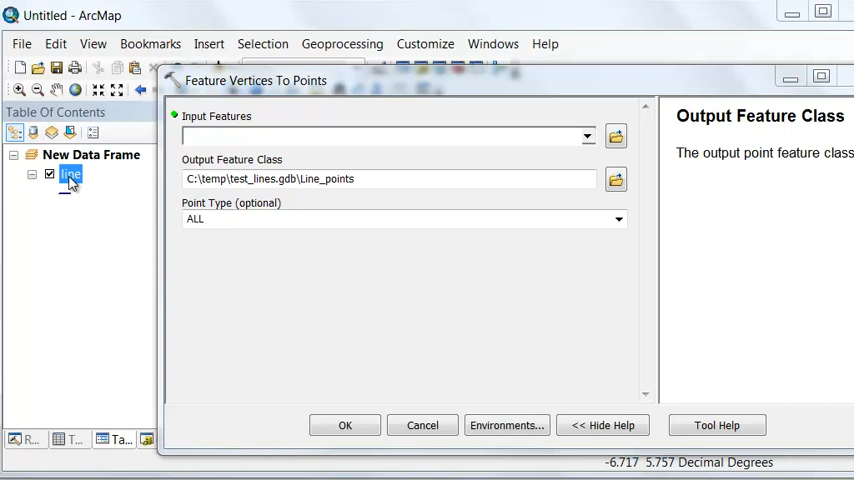 Untitled - ArcMap
File Edit View Bookmarks Insert Selection Geoprocessing Customize Windows Help
Feature Vertices To Points
Table Of Contents
New Data Frame
line
Input Features
Output Feature Class
C:\temp\test_lines.gdb\Line_points
Point Type (optional)
ALL
Output Feature Class
The output point feature class
OK Cancel Environments... << Hide Help Tool Help
R... T... Ta...
-6.717 5.757 Decimal Degrees